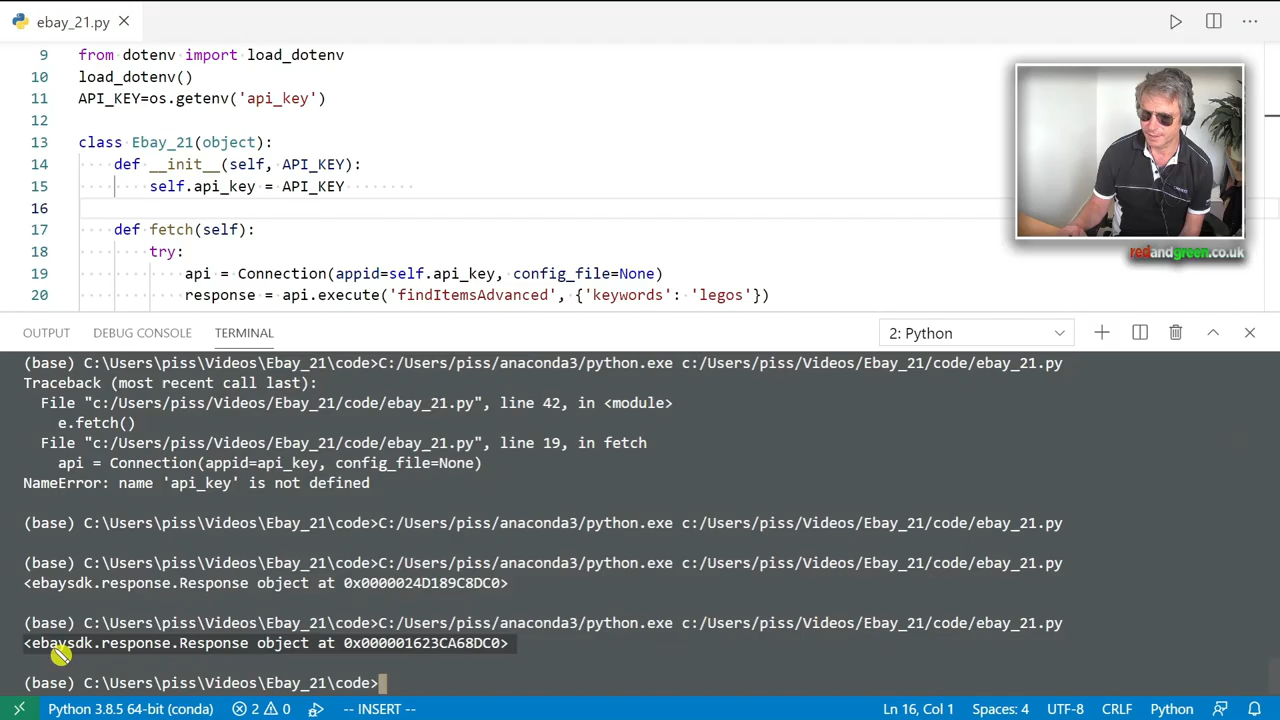 ebay_21.py
9 from dotenv import load_dotenv
10 load_dotenv()
11 API_KEY=os.getenv('api_key')
12
13 class Ebay_21(object):
14 def __init__(self, API_KEY):
15 self.api_key = API_KEY
16
17 def fetch(self):
18 try:
19 api = Connection(appid=self.api_key, config_file=None)
20 response = api.execute('findItemsAdvanced', {'keywords': 'legos'})
redandgreen.co.uk
OUTPUT DEBUG CONSOLE TERMINAL 2: Python
(base) C:\Users\piss\Videos\Ebay_21\code>C:/Users/piss/anaconda3/python.exe c:/Users/piss/Videos/Ebay_21/code/ebay_21.py
Traceback (most recent call last):
File "c:/Users/piss/Videos/Ebay_21/code/ebay_21.py", line 42, in <module>
e.fetch()
File "c:/Users/piss/Videos/Ebay_21/code/ebay_21.py", line 19, in fetch
api = Connection(appid=api_key, config_file=None)
NameError: name 'api_key' is not defined
(base) C:\Users\piss\Videos\Ebay_21\code>C:/Users/piss/anaconda3/python.exe c:/Users/piss/Videos/Ebay_21/code/ebay_21.py
(base) C:\Users\piss\Videos\Ebay_21\code>C:/Users/piss/anaconda3/python.exe c:/Users/piss/Videos/Ebay_21/code/ebay_21.py
<ebaysdk.response.Response object at 0x0000024D189C8DC0>
(base) C:\Users\piss\Videos\Ebay_21\code>C:/Users/piss/anaconda3/python.exe c:/Users/piss/Videos/Ebay_21/code/ebay_21.py
<ebaysdk.response.Response object at 0x000001623CA68DC0>
(base) C:\Users\piss\Videos\Ebay_21\code>
Python 3.8.5 64-bit (conda) 2 0 -- INSERT -- Ln 16, Col 1 Spaces: 4 UTF-8 CRLF Python